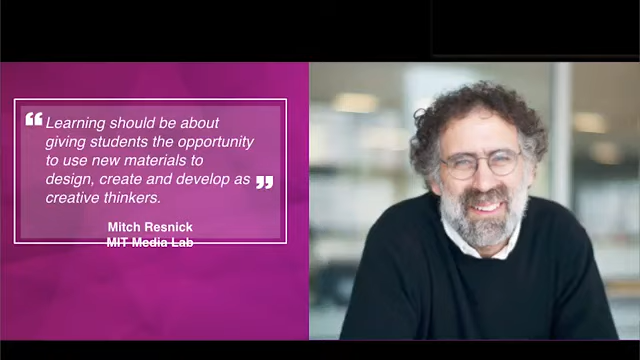 “Learning should be about
giving students the opportunity
to use new materials to
design, create and develop as”
creative thinkers.
Mitch Resnick
MIT Media Lab